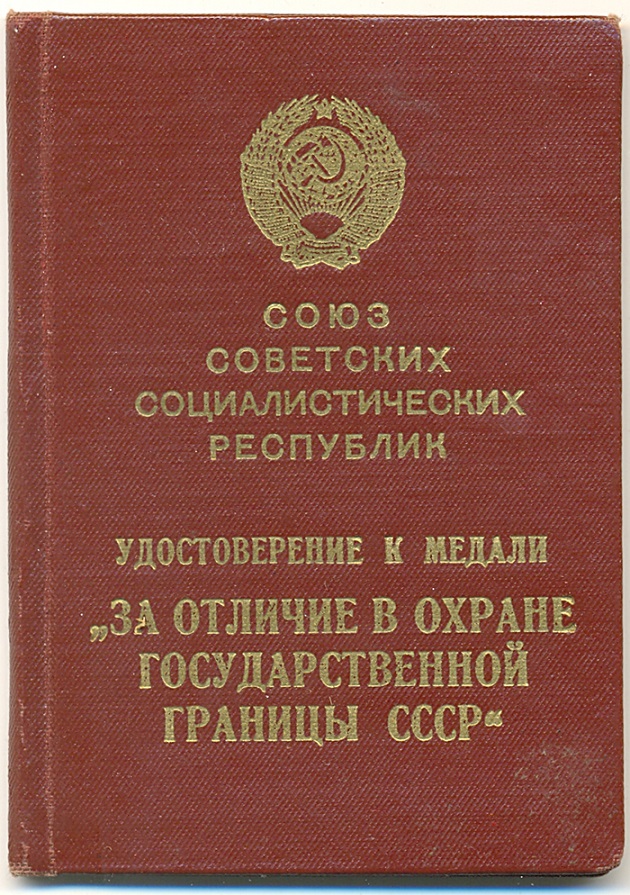 СОЮЗ
СОВЕТСКИХ
СОЦИАЛИСТИЧЕСКИХ
РЕСПУБЛИК
УДОСТОВЕРЕНИЕ К МЕДАЛИ
„ЗА ОТЛИЧИЕ В ОХРАНЕ
ГОСУДАРСТВЕННОЙ
ГРАНИЦЫ СССР“